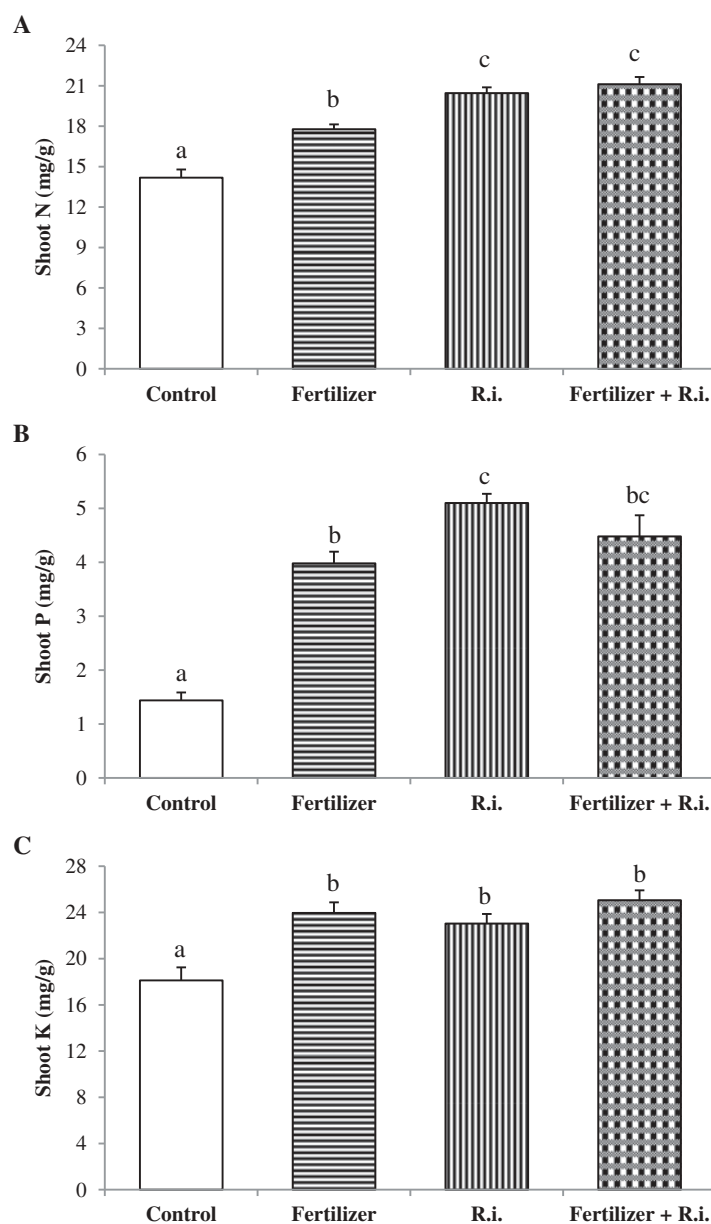 A
Shoot N (mg/g)
24
21
18
15
12
9
6
3
0
a
b
c
c
Control Fertilizer R.i. Fertilizer + R.i.
B
Shoot P (mg/g)
6
5
4
3
2
1
0
a
b
c
bc
Control Fertilizer R.i. Fertilizer + R.i.
C
Shoot K (mg/g)
28
24
20
16
12
8
4
0
a
b
b
b
Control Fertilizer R.i. Fertilizer + R.i.